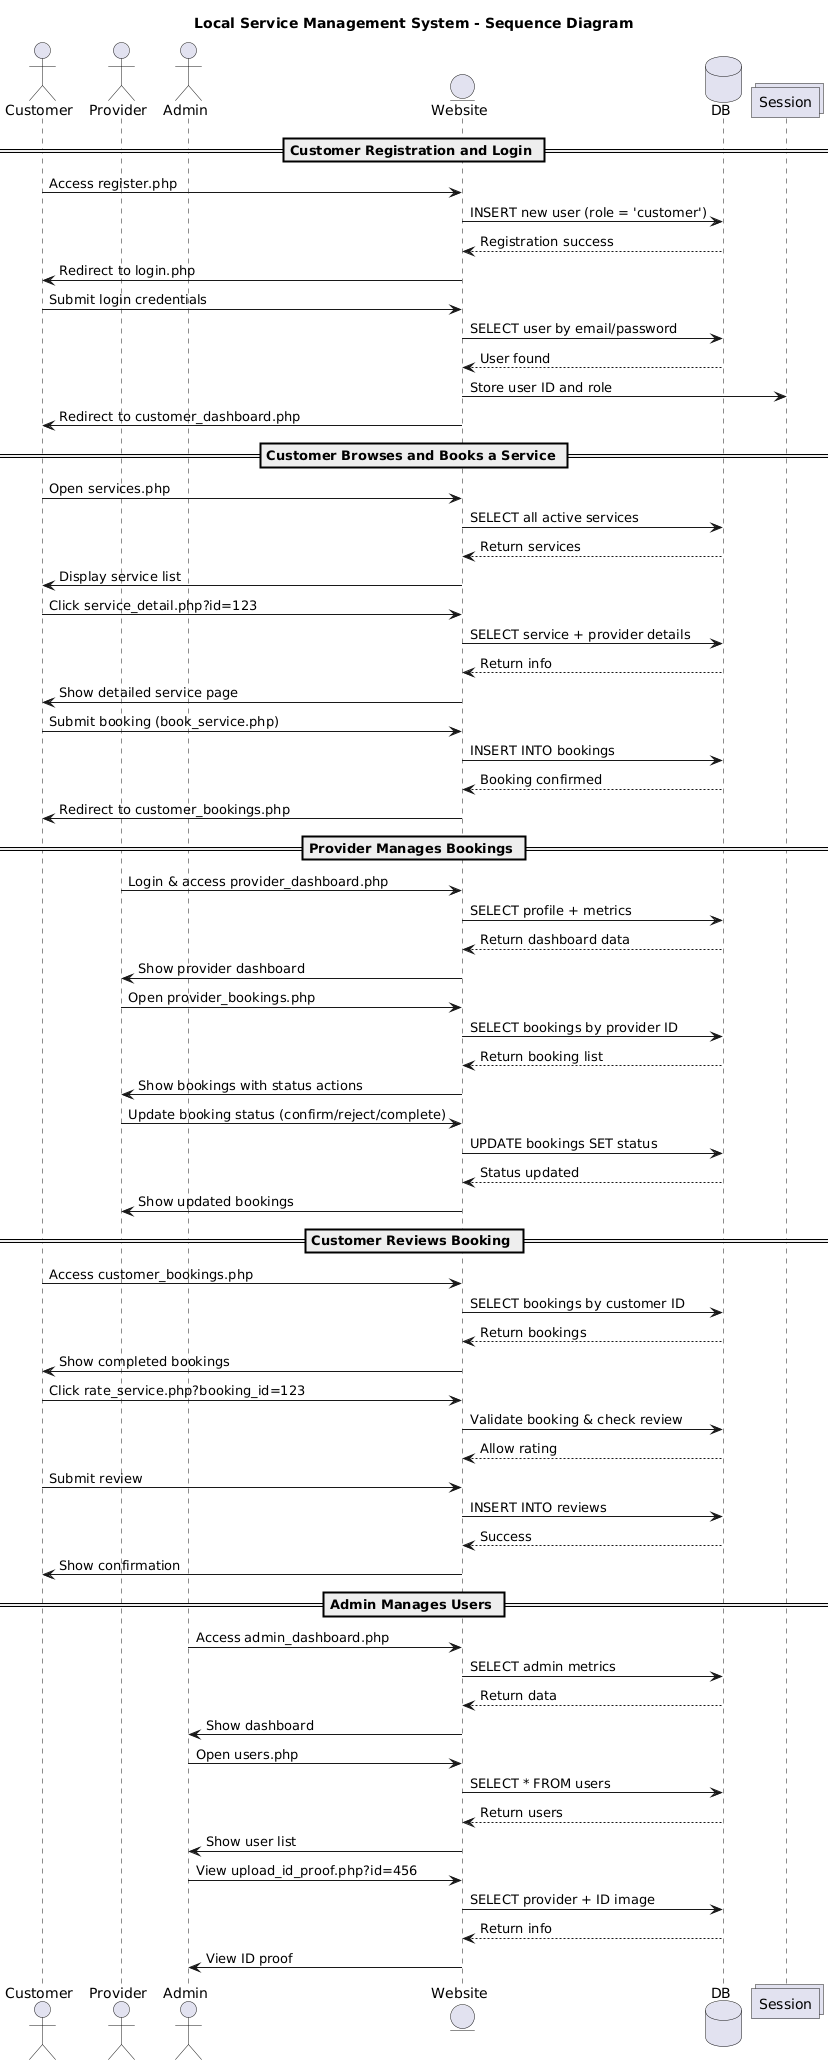 Local Service Management System - Sequence Diagram
Customer
Provider
Admin
Website
DB
Session
Customer Registration and Login
Access register.php
INSERT new user (role = 'customer')
Registration success
Redirect to login.php
Submit login credentials
SELECT user by email/password
User found
Store user ID and role
Redirect to customer_dashboard.php
Customer Browses and Books a Service
Open services.php
SELECT all active services
Return services
Display service list
Click service_detail.php?id=123
SELECT service + provider details
Return info
Show detailed service page
Submit booking (book_service.php)
INSERT INTO bookings
Booking confirmed
Redirect to customer_bookings.php
Provider Manages Bookings
Login & access provider_dashboard.php
SELECT profile + metrics
Return dashboard data
Show provider dashboard
Open provider_bookings.php
SELECT bookings by provider ID
Return booking list
Show bookings with status actions
Update booking status (confirm/reject/complete)
UPDATE bookings SET status
Status updated
Show updated bookings
Customer Reviews Booking
Access customer_bookings.php
SELECT bookings by customer ID
Return bookings
Show completed bookings
Click rate_service.php?booking_id=123
Validate booking & check review
Allow rating
Submit review
INSERT INTO reviews
Success
Show confirmation
Admin Manages Users
Access admin_dashboard.php
SELECT admin metrics
Return data
Show dashboard
Open users.php
SELECT * FROM users
Return users
Show user list
View upload_id_proof.php?id=456
SELECT provider + ID image
Return info
View ID proof
Customer
Provider
Admin
Website
DB
Session